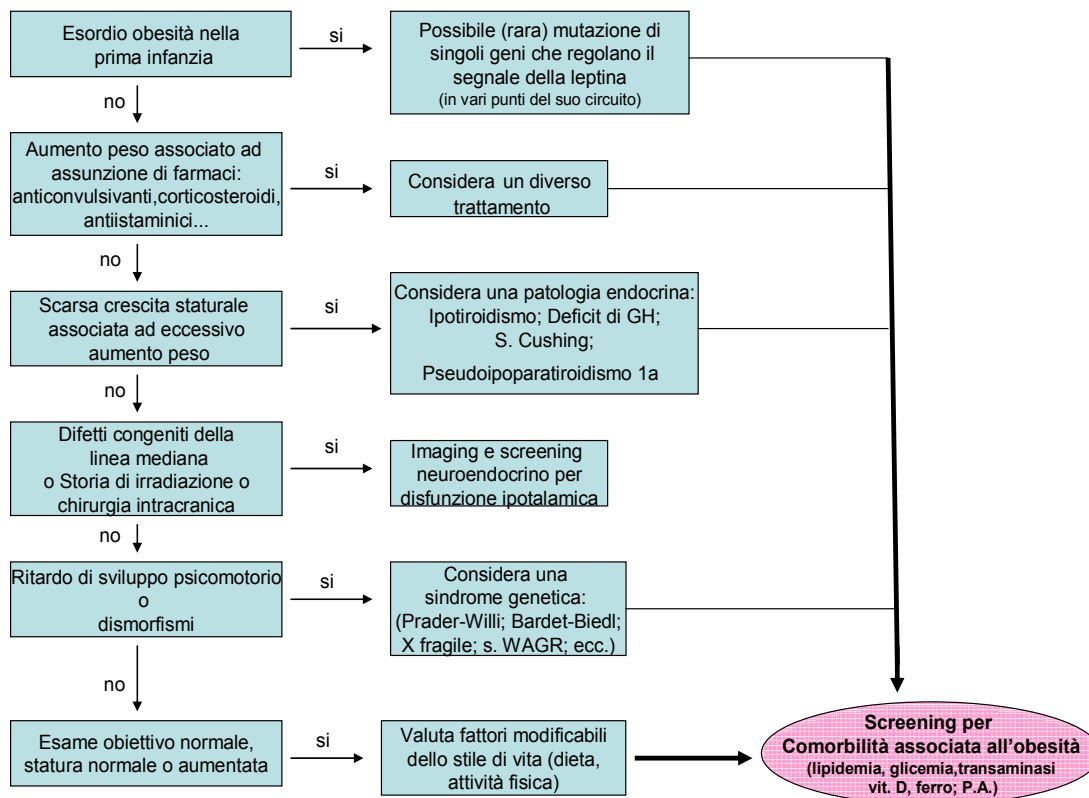 Esordio obesità nella
prima infanzia
si
Possibile (rara) mutazione di
singoli geni che regolano il
segnale della leptina
(in vari punti del suo circuito)
no
Aumento peso associato ad
assunzione di farmaci:
anticonvulsivanti,corticosteroidi,
antiistaminici...
si
Considera un diverso
trattamento
no
Scarsa crescita staturale
associata ad eccessivo
aumento peso
si
Considera una patologia endocrina:
Ipotiroidismo; Deficit di GH;
S. Cushing;
Pseudoipoparatiroidismo 1a
no
Difetti congeniti della
linea mediana
o Storia di irradiazione o
chirurgia intracranica
si
Imaging e screening
neuroendocrino per
disfunzione ipotalamica
no
Ritardo di sviluppo psicomotorio
o
dismorfismi
si
Considera una
sindrome genetica:
(Prader-Willi; Bardet-Biedl;
X fragile; s. WAGR; ecc.)
no
Esame obiettivo normale,
statura normale o aumentata
si
Valuta fattori modificabili
dello stile di vita (dieta,
attività fisica)
Screening per
Comorbilità associata all'obesità
(lipidemia, glicemia,transaminasi
vit. D, ferro; P.A.)